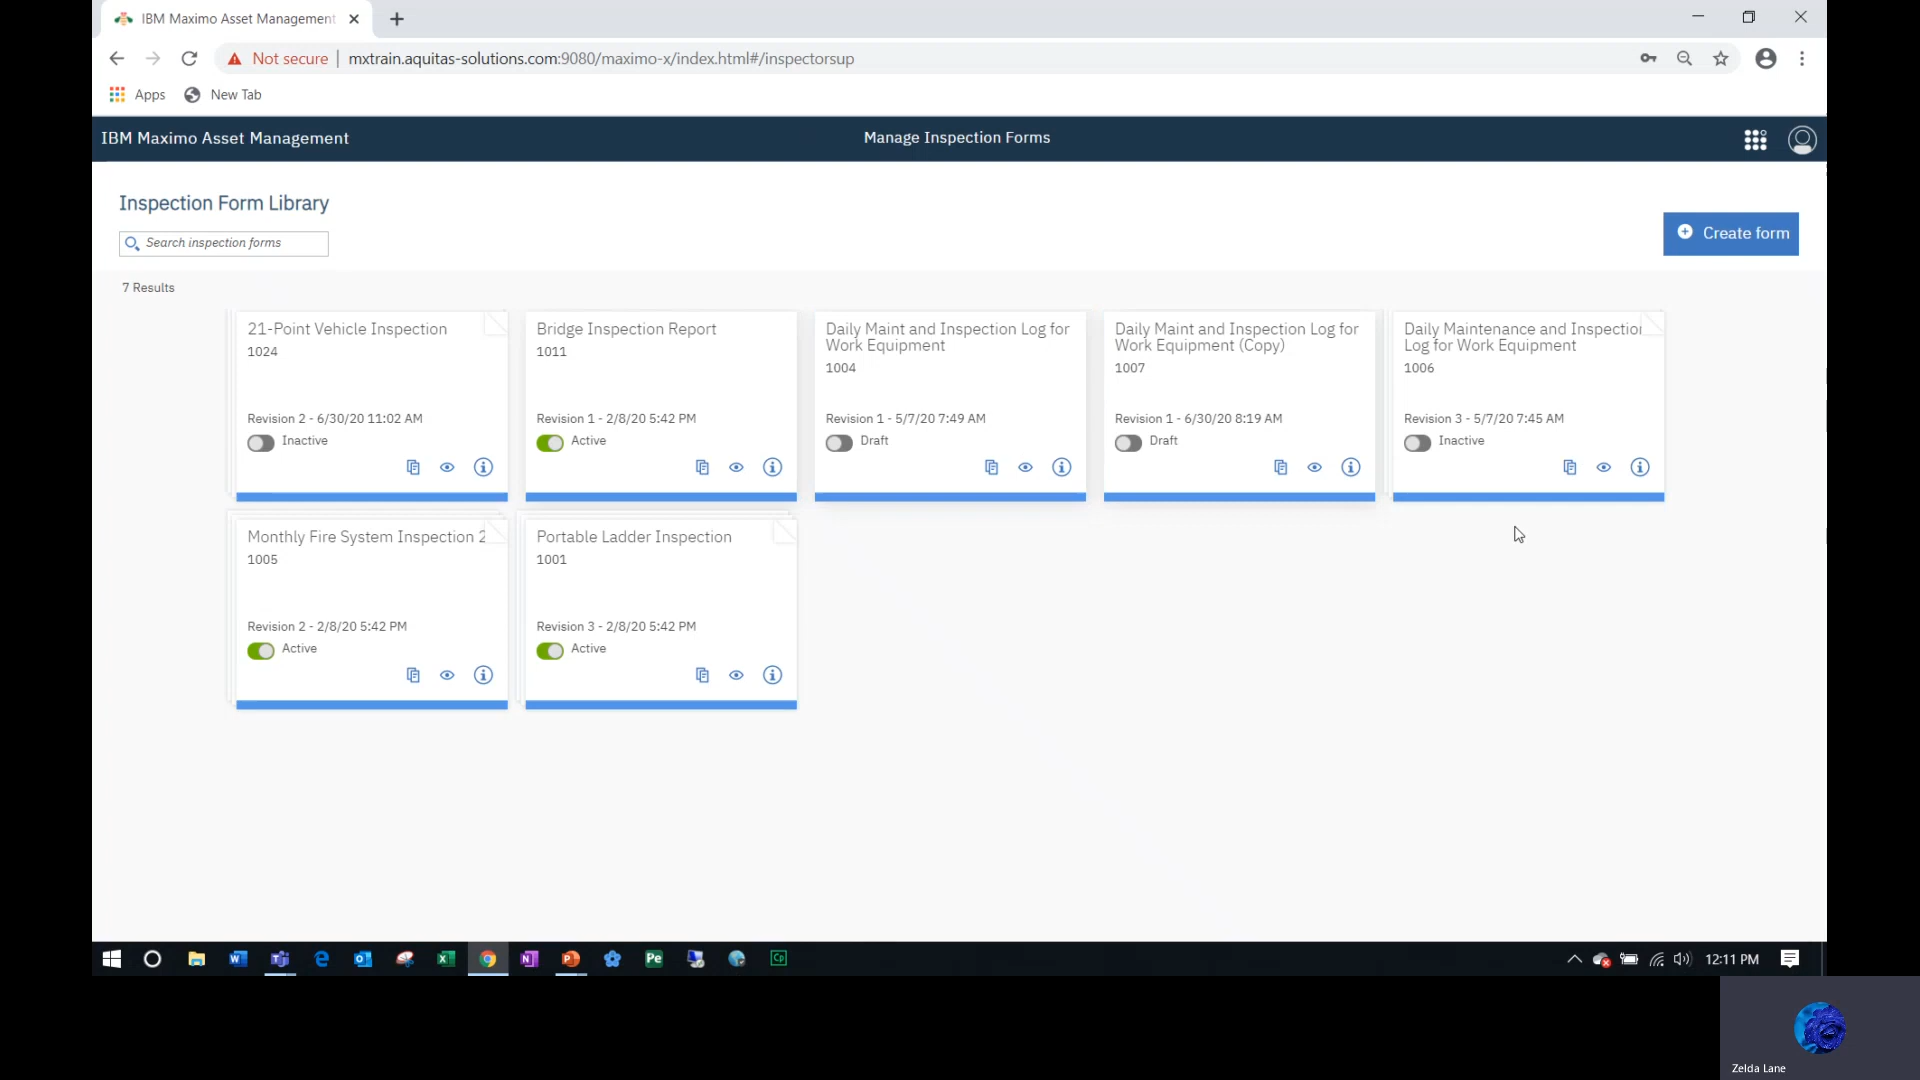 IBM Maximo Asset Management
Not secure | mxtrain.aquitas-solutions.com:9080/maximo-x/index.html#/inspectorsup
Apps New Tab
IBM Maximo Asset Management Manage Inspection Forms
Inspection Form Library
Search inspection forms
Create form
7 Results
21-Point Vehicle Inspection
1024
Revision 2 - 6/30/20 11:02 AM
Inactive
Bridge Inspection Report
1011
Revision 1 - 2/8/20 5:42 PM
Active
Daily Maint and Inspection Log for
Work Equipment
1004
Revision 1 - 5/7/20 7:49 AM
Draft
Daily Maint and Inspection Log for
Work Equipment (Copy)
1007
Revision 1 - 6/30/20 8:19 AM
Draft
Daily Maintenance and Inspection
Log for Work Equipment
1006
Revision 3 - 5/7/20 7:45 AM
Inactive
Monthly Fire System Inspection 2
1005
Revision 2 - 2/8/20 5:42 PM
Active
Portable Ladder Inspection
1001
Revision 3 - 2/8/20 5:42 PM
Active
12:11 PM
Zelda Lane